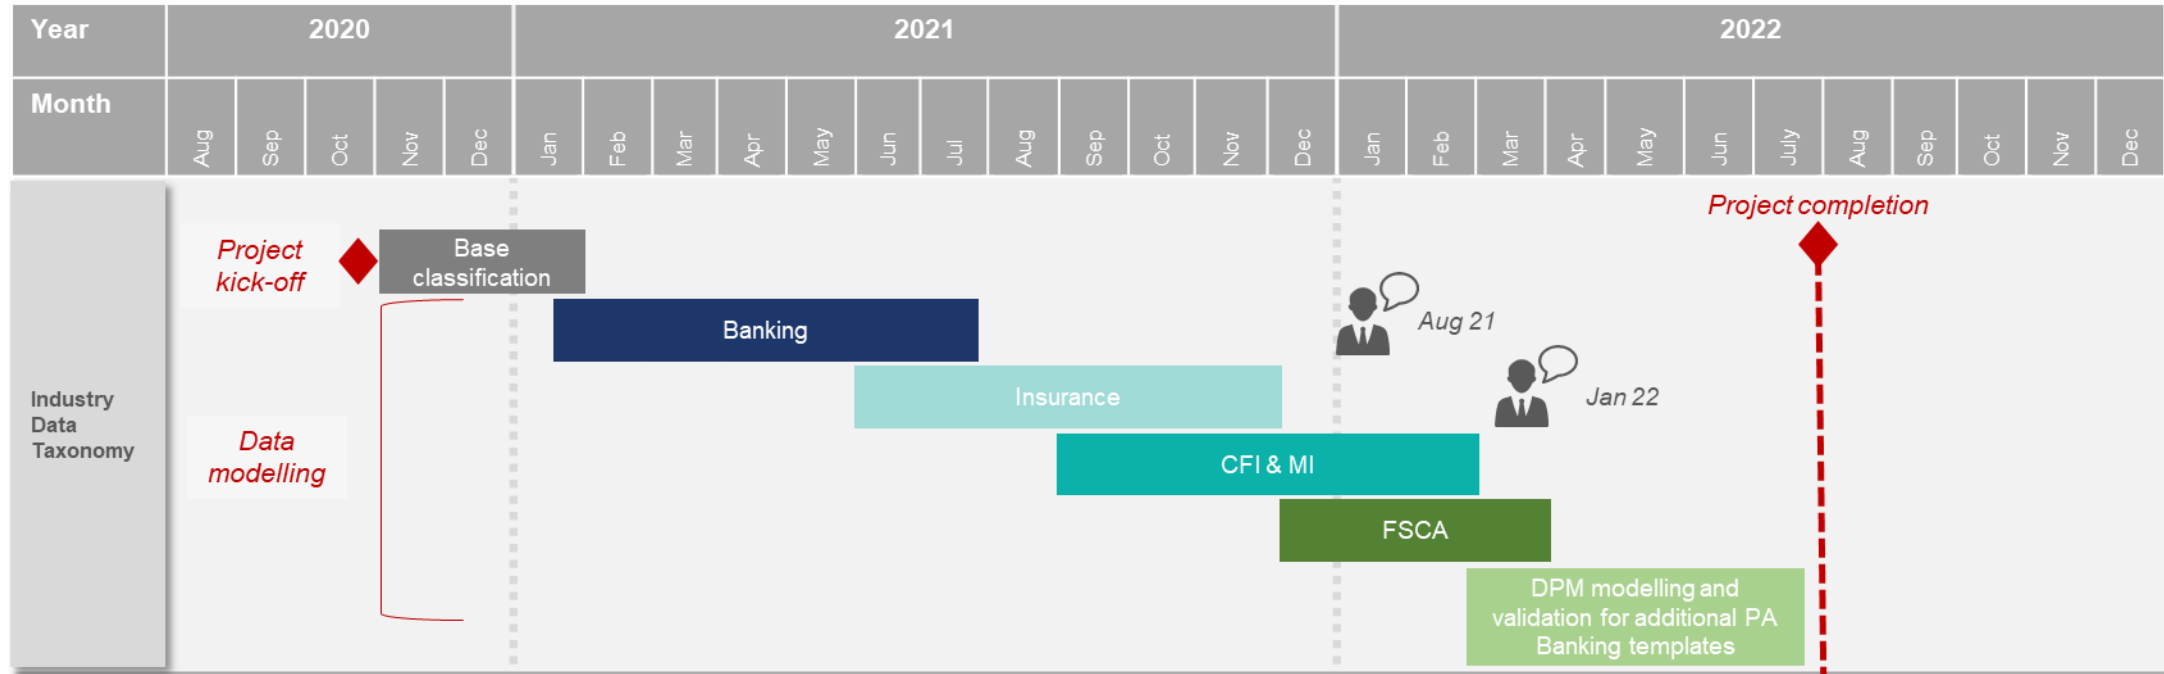 Year
2020
2021
2022
Month
Aug
Sep
Oct
Nov
Dec
Jan
Feb
Mar
Apr
May
Jun
Jul
Aug
Sep
Oct
Nov
Dec
Jan
Feb
Mar
Apr
May
Jun
July
Aug
Sep
Oct
Nov
Dec
Industry
Data
Taxonomy
Project
kick-off
Base
classification
Project completion
Banking
Aug 21
Insurance
Jan 22
Data
modelling
CFI & MI
FSCA
DPM modelling and
validation for additional PA
Banking templates